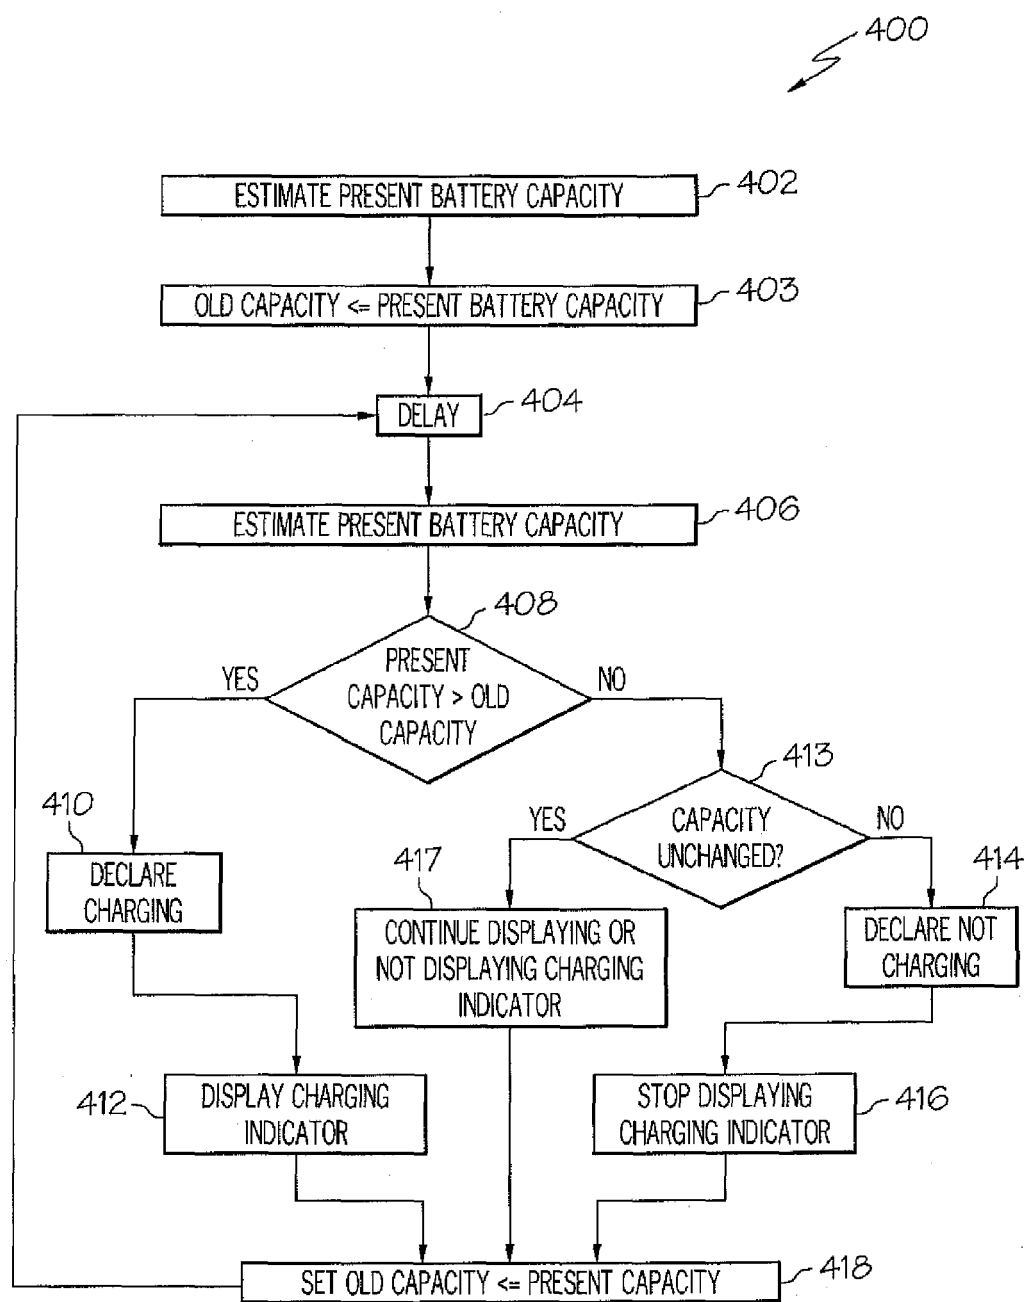 400
ESTIMATE PRESENT BATTERY CAPACITY
402
OLD CAPACITY <= PRESENT BATTERY CAPACITY
403
DELAY
404
ESTIMATE PRESENT BATTERY CAPACITY
406
408
PRESENT
CAPACITY > OLD
CAPACITY
YES
NO
410
DECLARE
CHARGING
413
CAPACITY
UNCHANGED?
YES
NO
417
CONTINUE DISPLAYING OR
NOT DISPLAYING CHARGING
INDICATOR
414
DECLARE NOT
CHARGING
412
DISPLAY CHARGING
INDICATOR
STOP DISPLAYING
CHARGING INDICATOR
416
SET OLD CAPACITY <= PRESENT CAPACITY
418